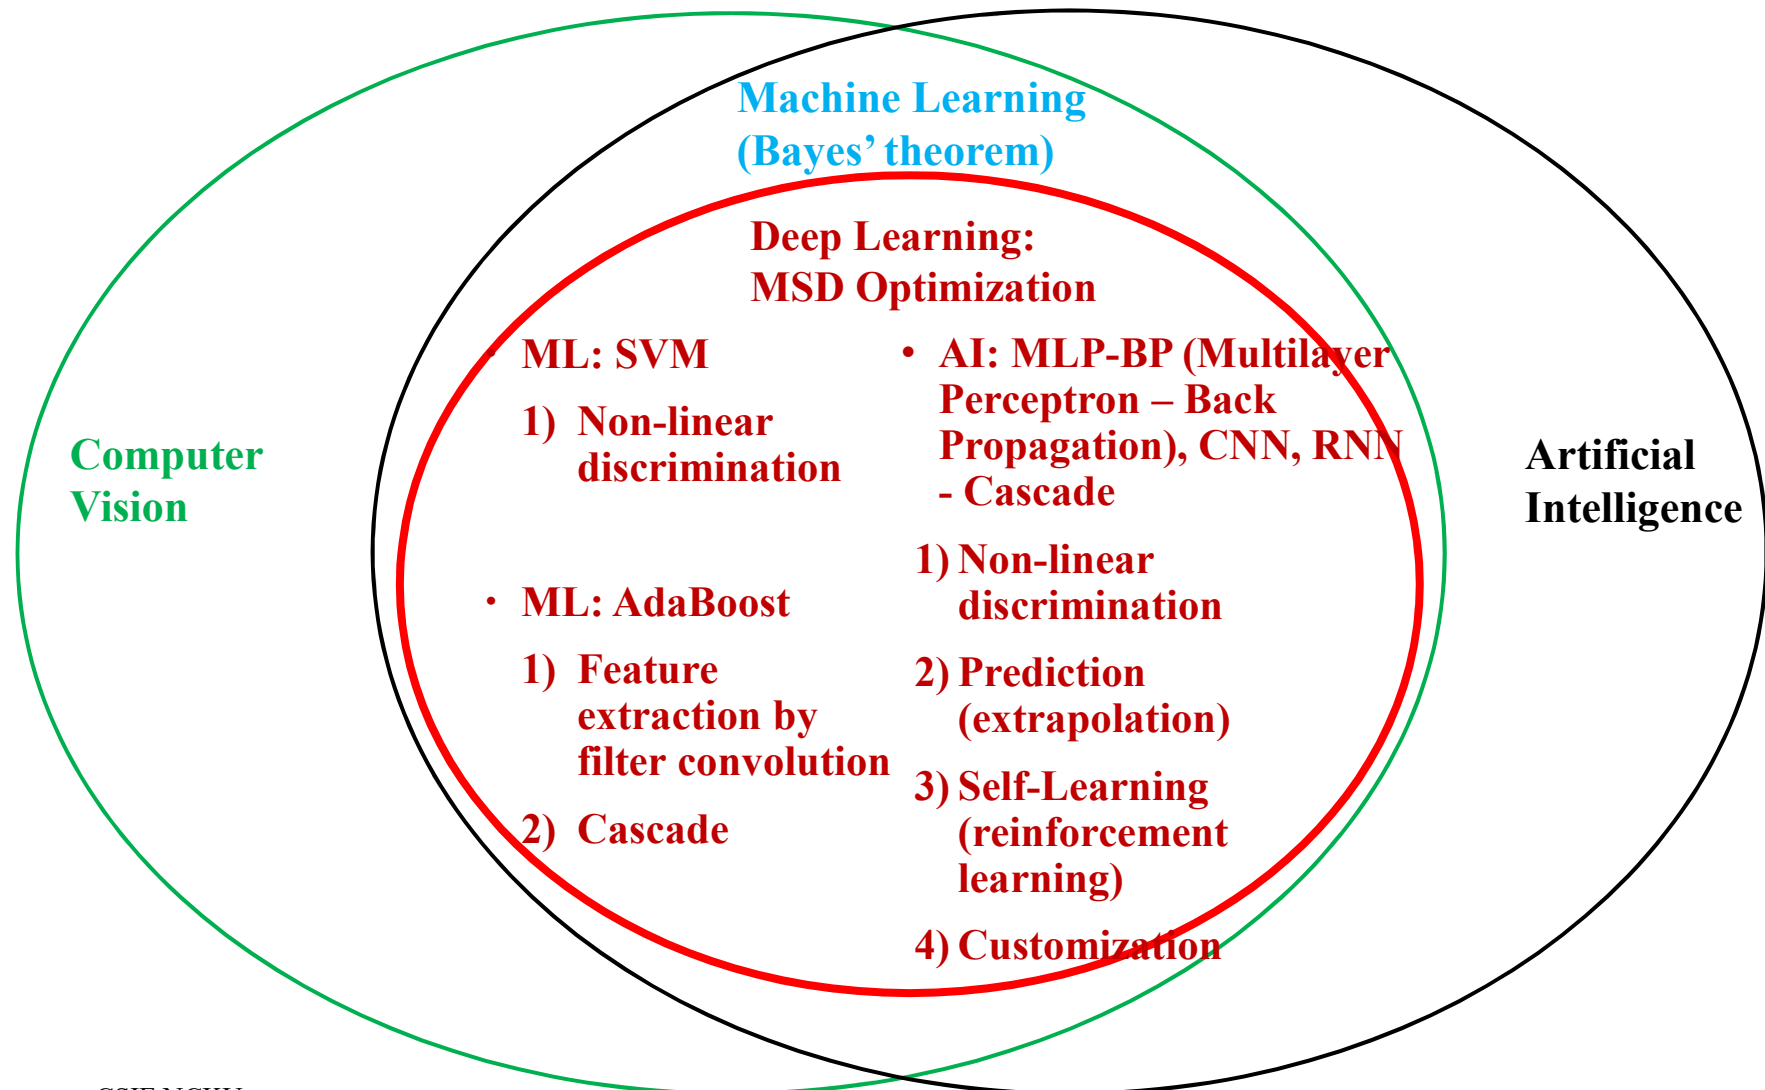 Machine Learning
(Bayes’ theorem)
Deep Learning:
MSD Optimization
Computer
Vision
• ML: SVM
1) Non-linear
discrimination
• ML: AdaBoost
1) Feature
extraction by
filter convolution
2) Cascade
• AI: MLP-BP (Multilayer
Perceptron – Back
Propagation), CNN, RNN
- Cascade
1) Non-linear
discrimination
2) Prediction
(extrapolation)
3) Self-Learning
(reinforcement
learning)
4) Customization
Artificial
Intelligence
CSIE NCKU